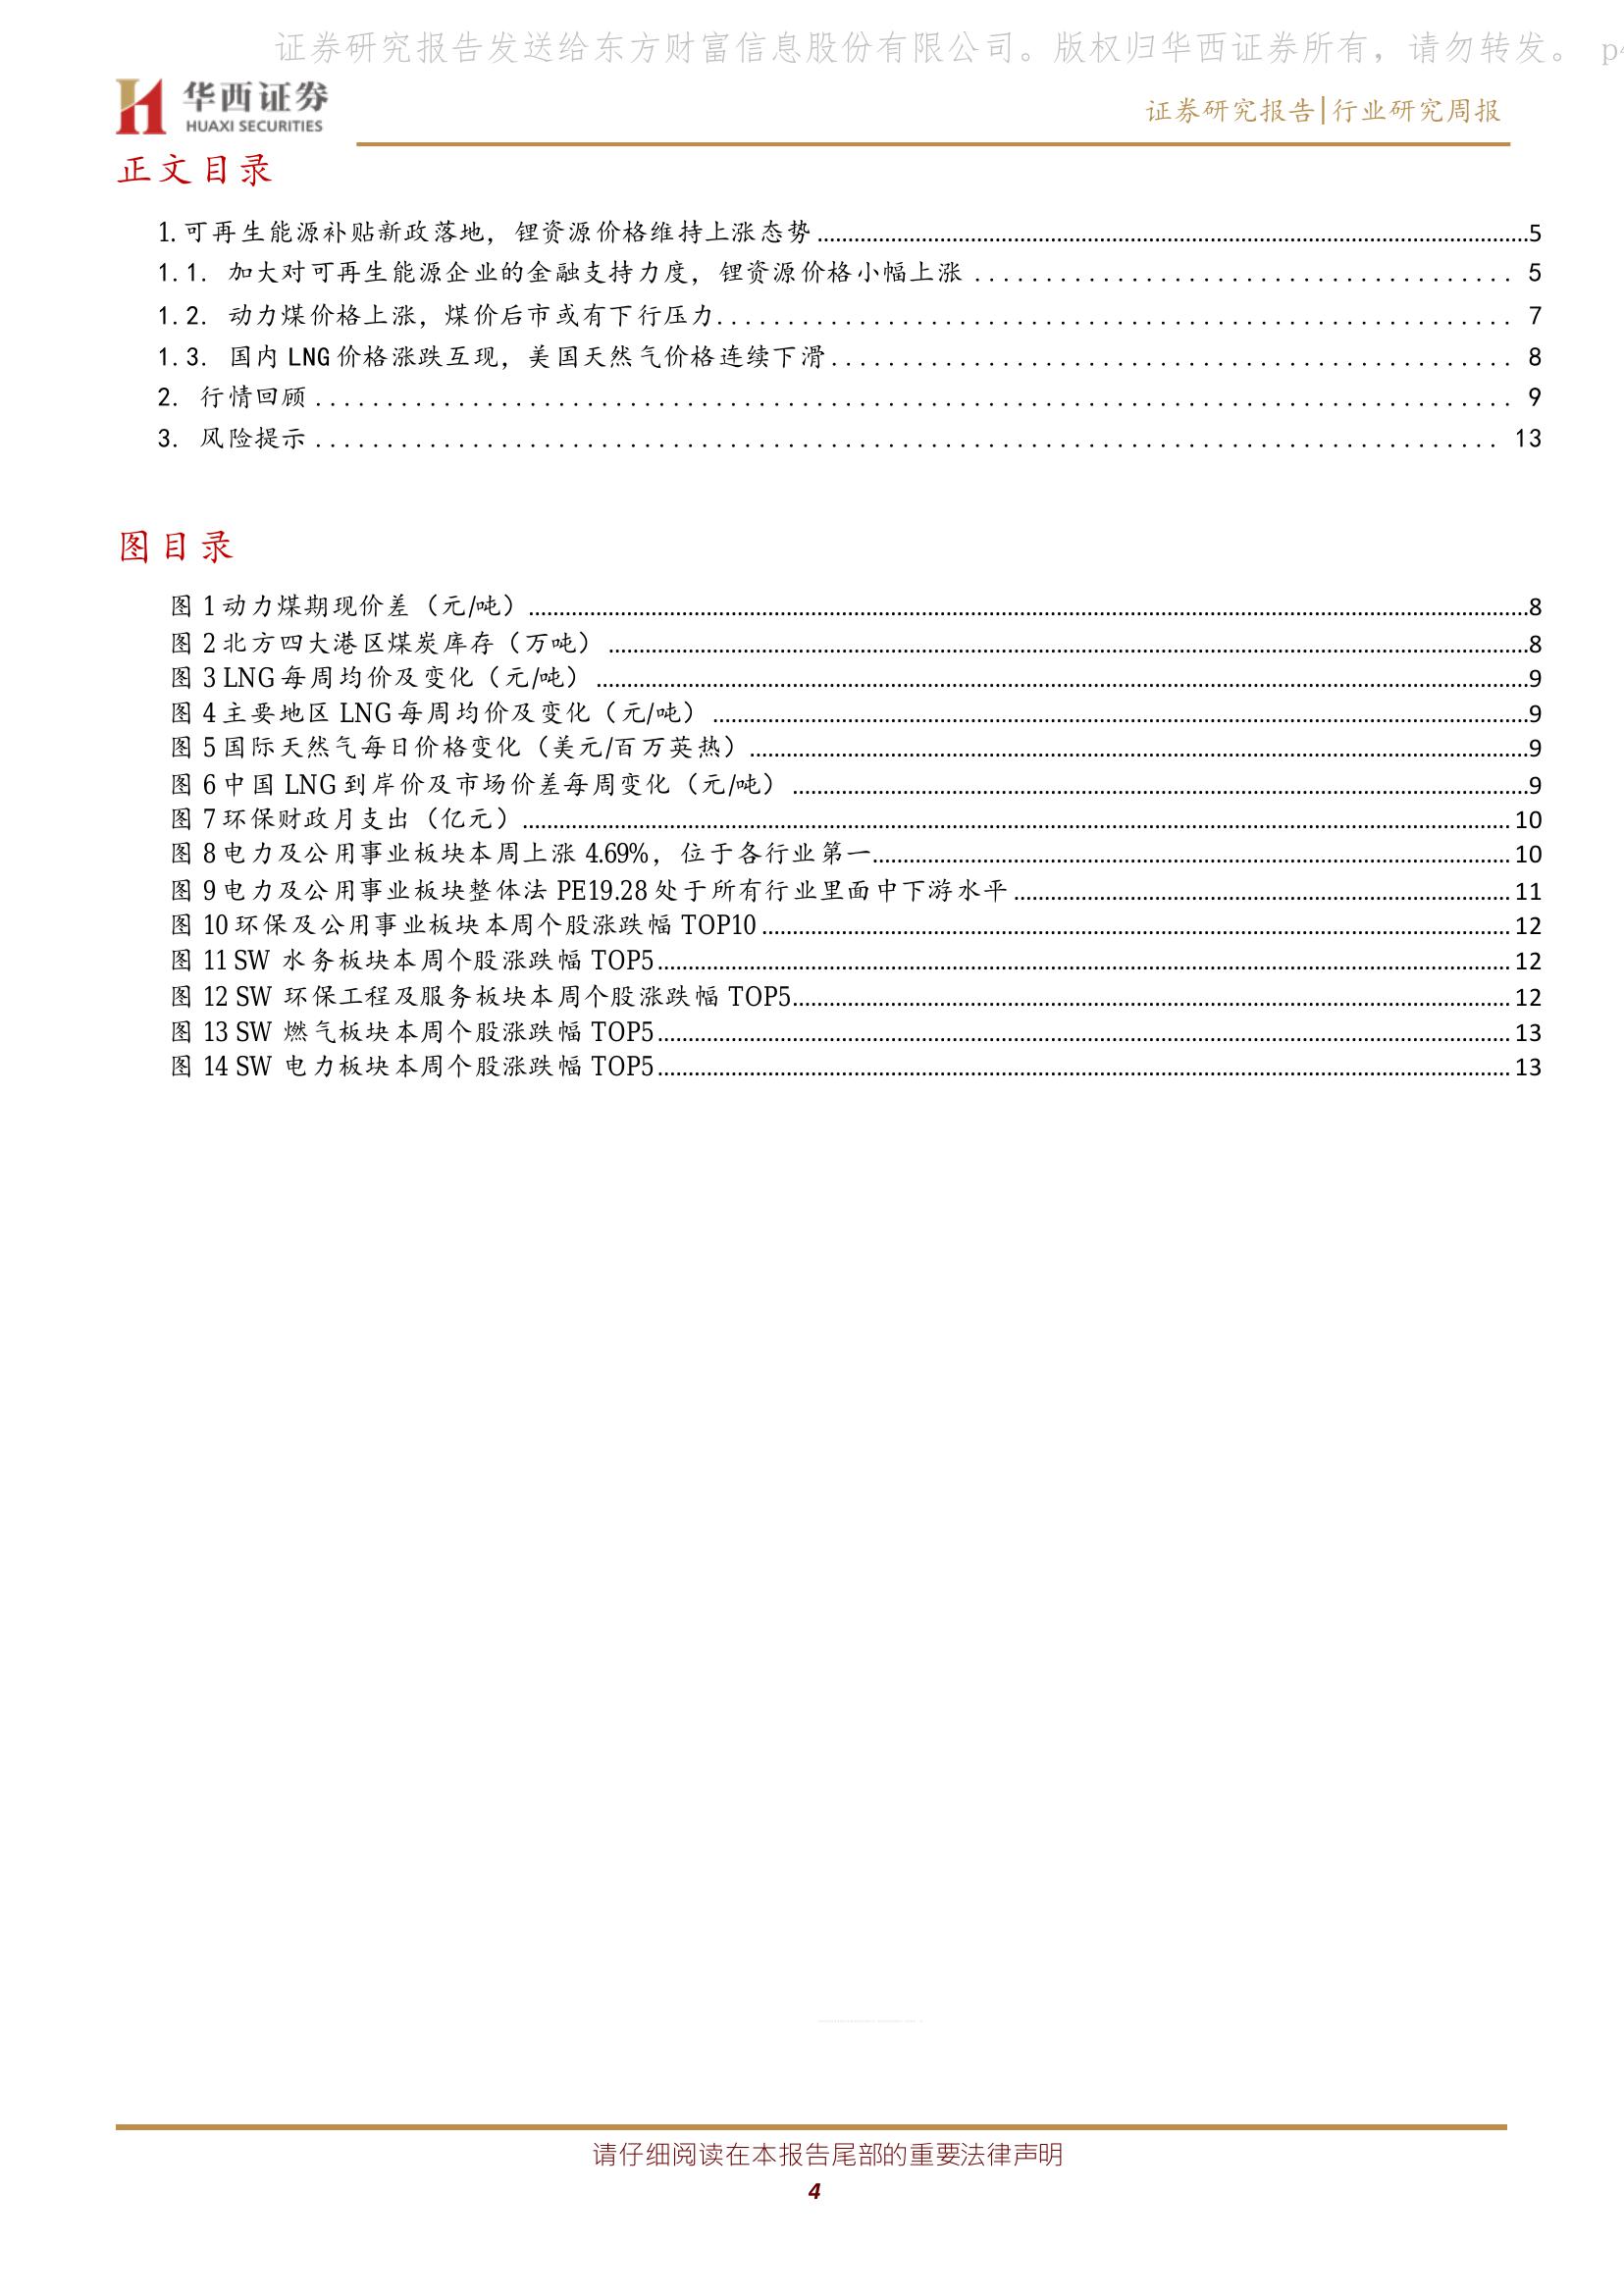 证券研究报告发送给东方财富信息股份有限公司。版权归华西证券所有，请勿转发。 p4
华西证券
HUAXI SECURITIES
证券研究报告|行业研究周报
正文目录
1.可再生能源补贴新政落地，锂资源价格维持上涨态势........................5
1.1. 加大对可再生能源企业的金融支持力度，锂资源价格小幅上涨 ........................ 5
1.2. 动力煤价格上涨，煤价后市或有下行压力........................ 7
1.3. 国内 LNG 价格涨跌互现，美国天然气价格连续下滑........................ 8
2. 行情回顾 ........................ 9
3. 风险提示 ........................ 13
图目录
图 1 动力煤期现价差（元/吨）........................8
图 2 北方四大港区煤炭库存（万吨）........................8
图 3 LNG 每周均价及变化（元/吨）........................9
图 4 主要地区 LNG 每周均价及变化（元/吨）........................9
图 5 国际天然气每日价格变化（美元/百万英热）........................9
图 6 中国 LNG 到岸价及市场价差每周变化（元/吨）........................9
图 7 环保财政月支出（亿元）........................ 10
图 8 电力及公用事业板块本周上涨 4.69%，位于各行业第一........................ 10
图 9 电力及公用事业板块整体法 PE19.28 处于所有行业里面中下游水平........................ 11
图 10 环保及公用事业板块本周个股涨跌幅 TOP10........................ 12
图 11 SW 水务板块本周个股涨跌幅 TOP5........................ 12
图 12 SW 环保工程及服务板块本周个股涨跌幅 TOP5........................ 12
图 13 SW 燃气板块本周个股涨跌幅 TOP5........................ 13
图 14 SW 电力板块本周个股涨跌幅 TOP5........................ 13
请仔细阅读在本报告尾部的重要法律声明
4